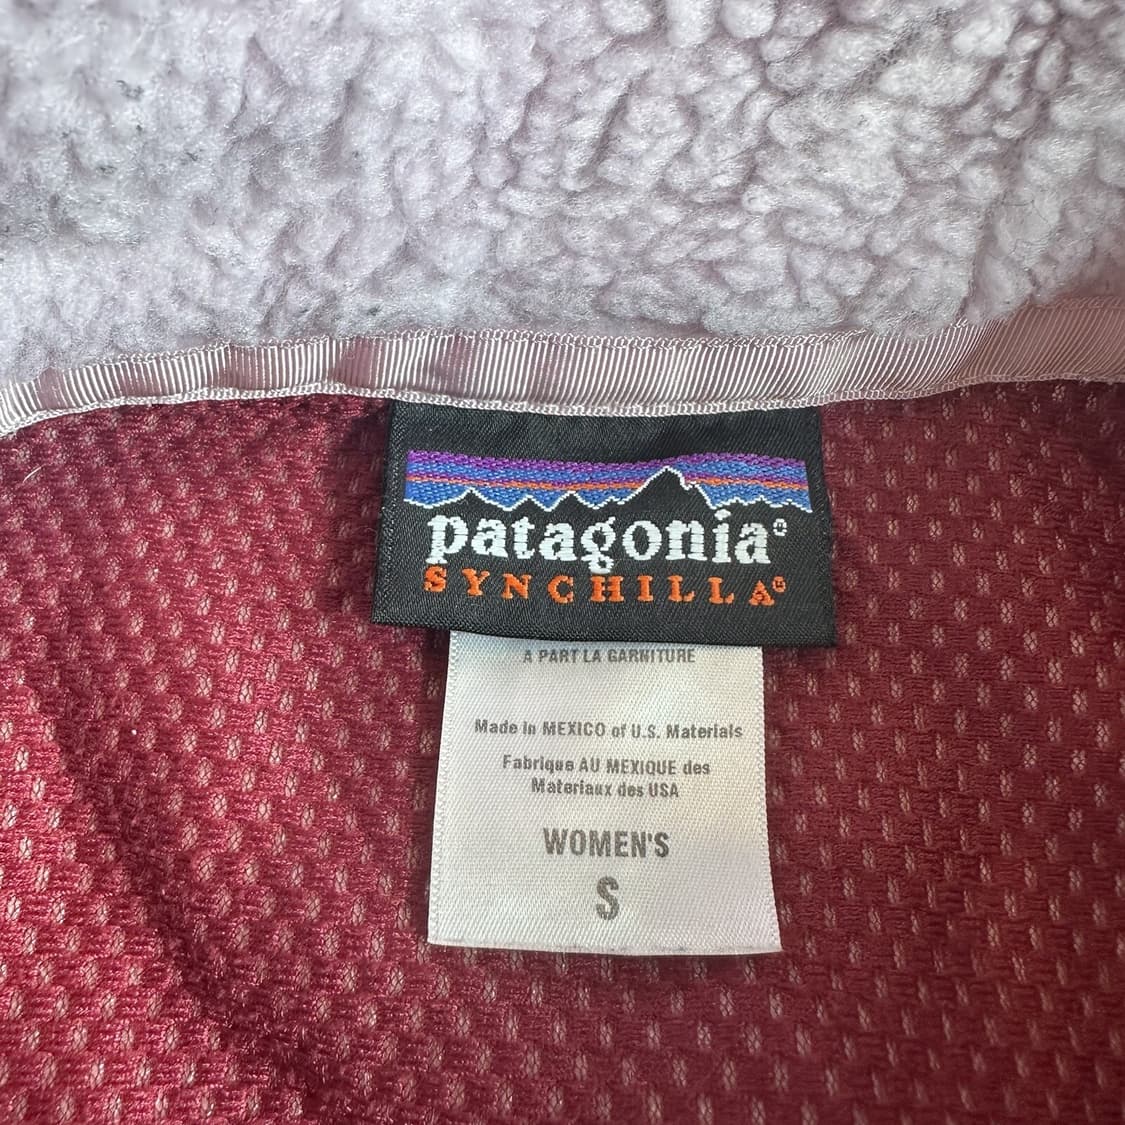 patagonia®
SYNCHILLA®
A PART LA GARNITURE
Made in MEXICO of U.S. Materials
Fabrique AU MEXIQUE des
Materiaux des USA
WOMEN'S
S